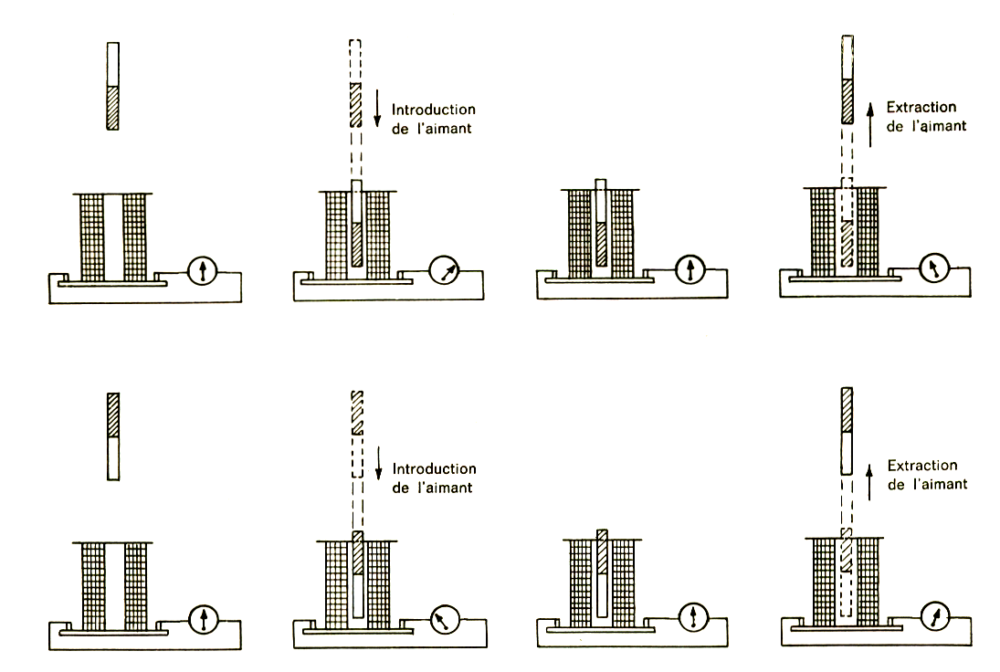 Introduction
de l'aimant
Extraction
de l'aimant
Introduction
de l'aimant
Extraction
de l'aimant